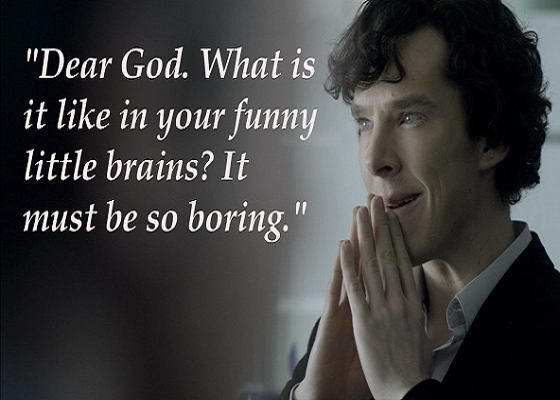 "Dear God. What is
it like in your funny
little brains? It
must be so boring."